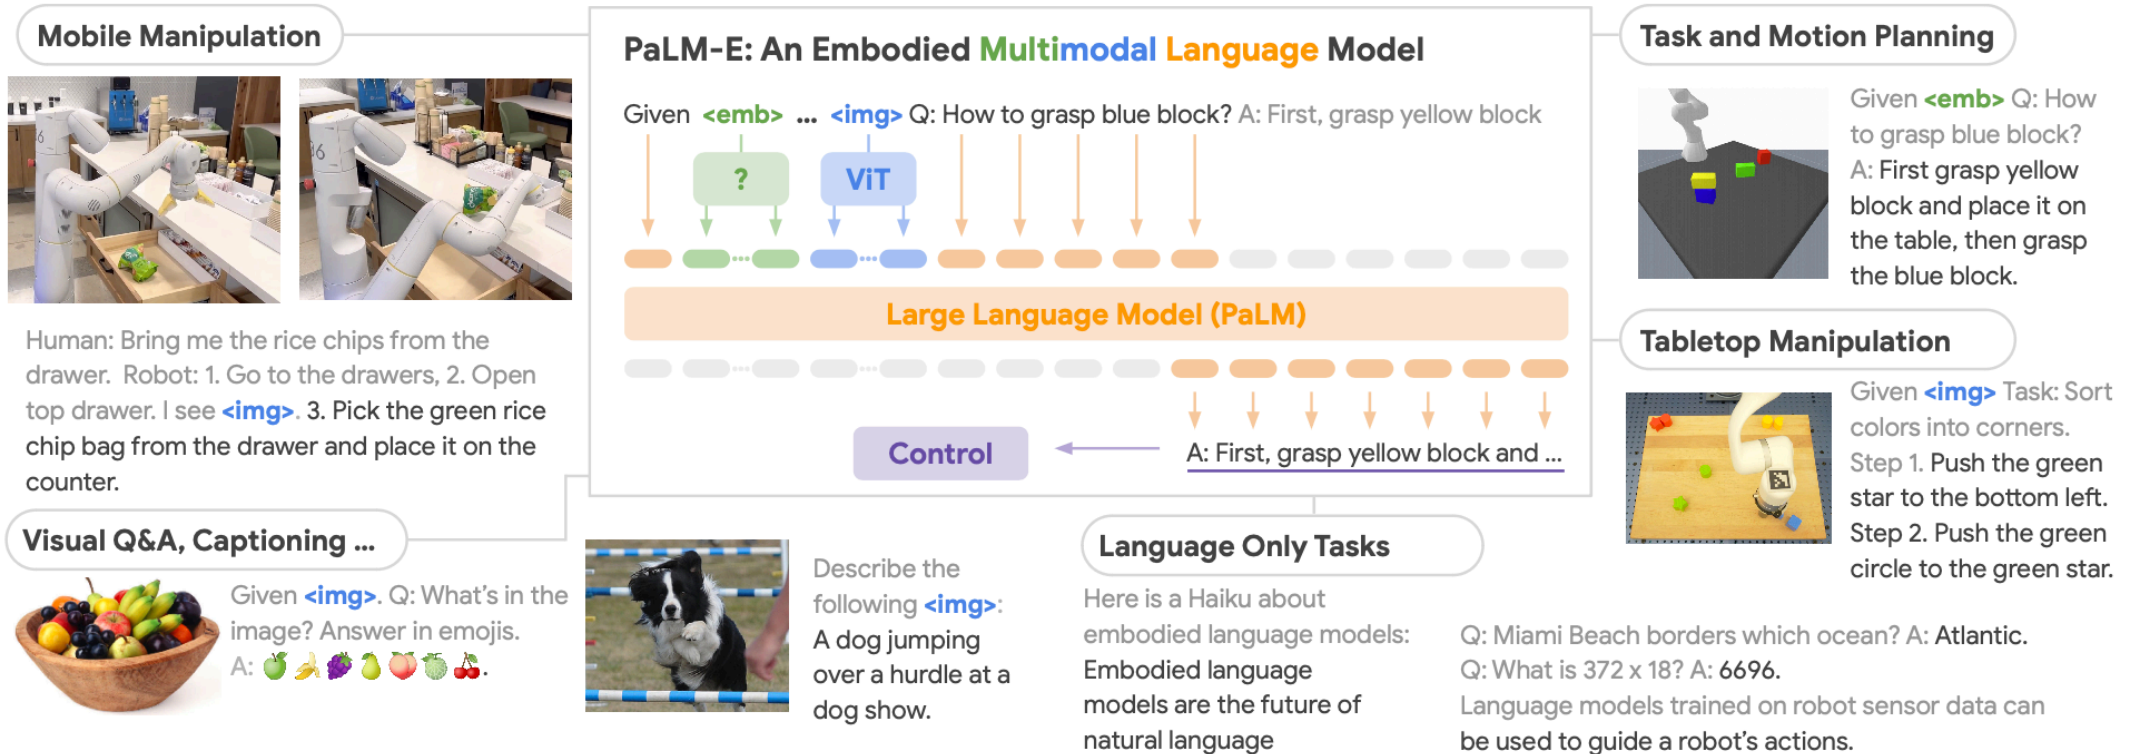 Mobile Manipulation
Human: Bring me the rice chips from the
drawer. Robot: 1. Go to the drawers, 2. Open
top drawer. I see <img>. 3. Pick the green rice
chip bag from the drawer and place it on the
counter.
Visual Q&A, Captioning ...
Given <img>. Q: What's in the
image? Answer in emojis.
A: 🍏🍌🍇🍐🍑🍈🍒.
PaLM-E: An Embodied Multimodal Language Model
Given <emb> ... <img> Q: How to grasp blue block? A: First, grasp yellow block
?
ViT
Large Language Model (PaLM)
Control
A: First, grasp yellow block and ...
Describe the
following <img>:
A dog jumping
over a hurdle at a
dog show.
Language Only Tasks
Here is a Haiku about
embodied language models:
Embodied language
models are the future of
natural language
Q: Miami Beach borders which ocean? A: Atlantic.
Q: What is 372 x 18? A: 6696.
Language models trained on robot sensor data can
be used to guide a robot's actions.
Task and Motion Planning
Given <emb> Q: How
to grasp blue block?
A: First grasp yellow
block and place it on
the table, then grasp
the blue block.
Tabletop Manipulation
Given <img> Task: Sort
colors into corners.
Step 1. Push the green
star to the bottom left.
Step 2. Push the green
circle to the green star.